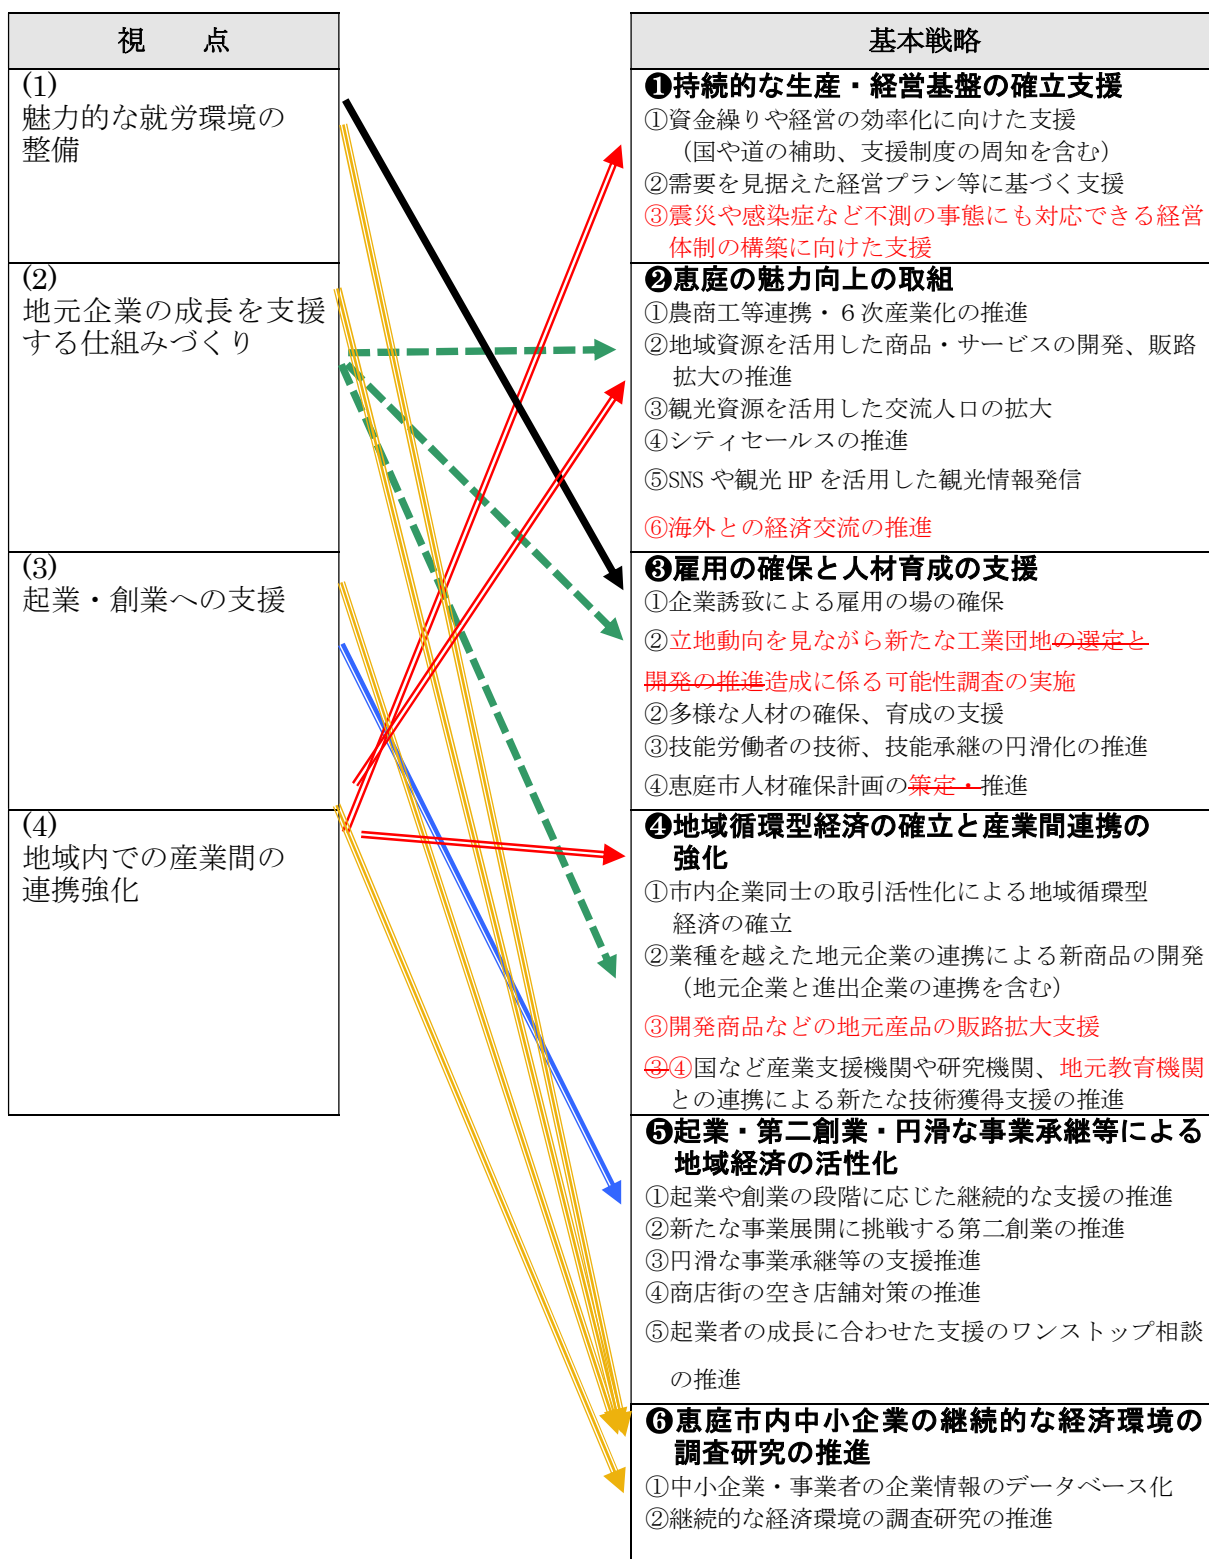 視　　点
(1)
魅力的な就労環境の
整備
(2)
地元企業の成長を支援
する仕組みづくり
(3)
起業・創業への支援
(4)
地域内での産業間の
連携強化
基本戦略
❶持続的な生産・経営基盤の確立支援
①資金繰りや経営の効率化に向けた支援
（国や道の補助、支援制度の周知を含む）
②需要を見据えた経営プラン等に基づく支援
③震災や感染症など不測の事態にも対応できる経営
体制の構築に向けた支援
❷恵庭の魅力向上の取組
①農商工等連携・６次産業化の推進
②地域資源を活用した商品・サービスの開発、販路
拡大の推進
③観光資源を活用した交流人口の拡大
④シティセールスの推進
⑤SNS や観光 HP を活用した観光情報発信
⑥海外との経済交流の推進
❸雇用の確保と人材育成の支援
①企業誘致による雇用の場の確保
②立地動向を見ながら新たな工業団地の選定と
開発の推進造成に係る可能性調査の実施
②多様な人材の確保、育成の支援
③技能労働者の技術、技能承継の円滑化の推進
④恵庭市人材確保計画の策定・推進
❹地域循環型経済の確立と産業間連携の
強化
①市内企業同士の取引活性化による地域循環型
経済の確立
②業種を越えた地元企業の連携による新商品の開発
（地元企業と進出企業の連携を含む）
③開発商品などの地元産品の販路拡大支援
③④国など産業支援機関や研究機関、地元教育機関
との連携による新たな技術獲得支援の推進
❺起業・第二創業・円滑な事業承継等による
地域経済の活性化
①起業や創業の段階に応じた継続的な支援の推進
②新たな事業展開に挑戦する第二創業の推進
③円滑な事業承継等の支援推進
④商店街の空き店舗対策の推進
⑤起業者の成長に合わせた支援のワンストップ相談
の推進
❻恵庭市内中小企業の継続的な経済環境の
調査研究の推進
①中小企業・事業者の企業情報のデータベース化
②継続的な経済環境の調査研究の推進